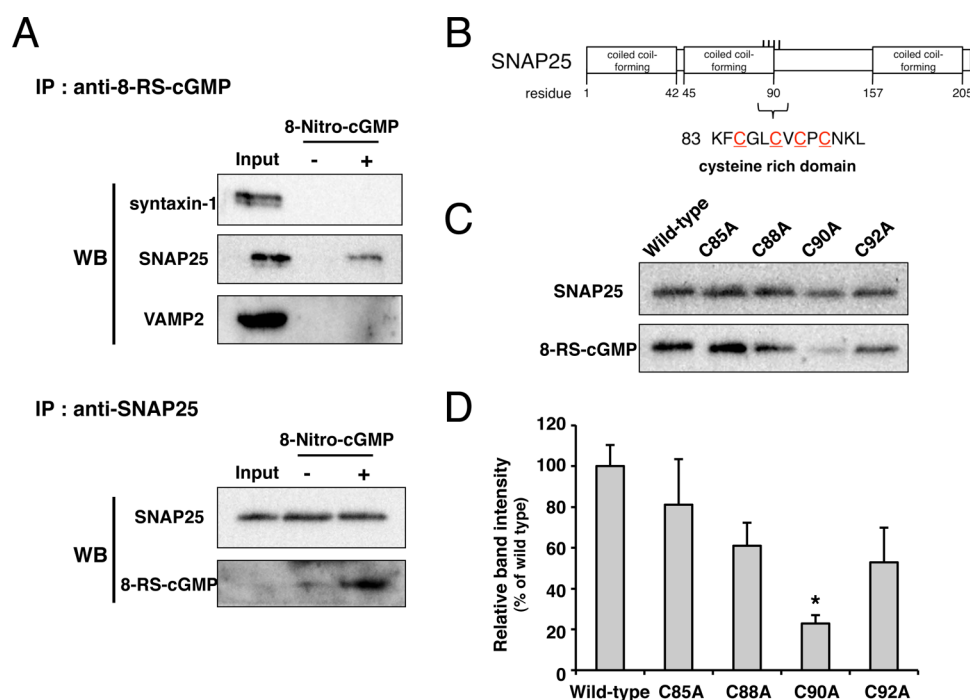 A
IP : anti-8-RS-cGMP
8-Nitro-cGMP
Input - +
WB
syntaxin-1
SNAP25
VAMP2
IP : anti-SNAP25
8-Nitro-cGMP
Input - +
WB
SNAP25
8-RS-cGMP
B
SNAP25
coiled coil-forming
coiled coil-forming
coiled coil-forming
residue 1 42 45 90 157 205
83 KFCGLCVCPCNKL
cysteine rich domain
C
Wild-type C85A C88A C90A C92A
SNAP25
8-RS-cGMP
D
Relative band intensity
(% of wild type)
120
100
80
60
40
20
0
*
Wild-type C85A C88A C90A C92A